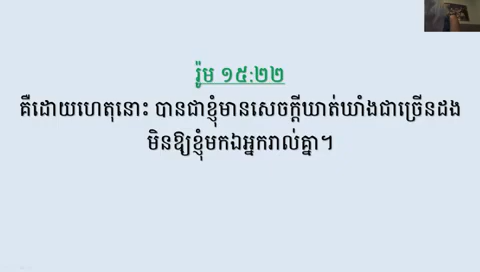 រ៉ូម ១៥:២២
គឺដោយហេតុនោះ បានជាខ្ញុំមានសេចក្ដីឃាត់ឃាំងជាច្រើនដង
មិនឱ្យខ្ញុំមកឯអ្នករាល់គ្នា។